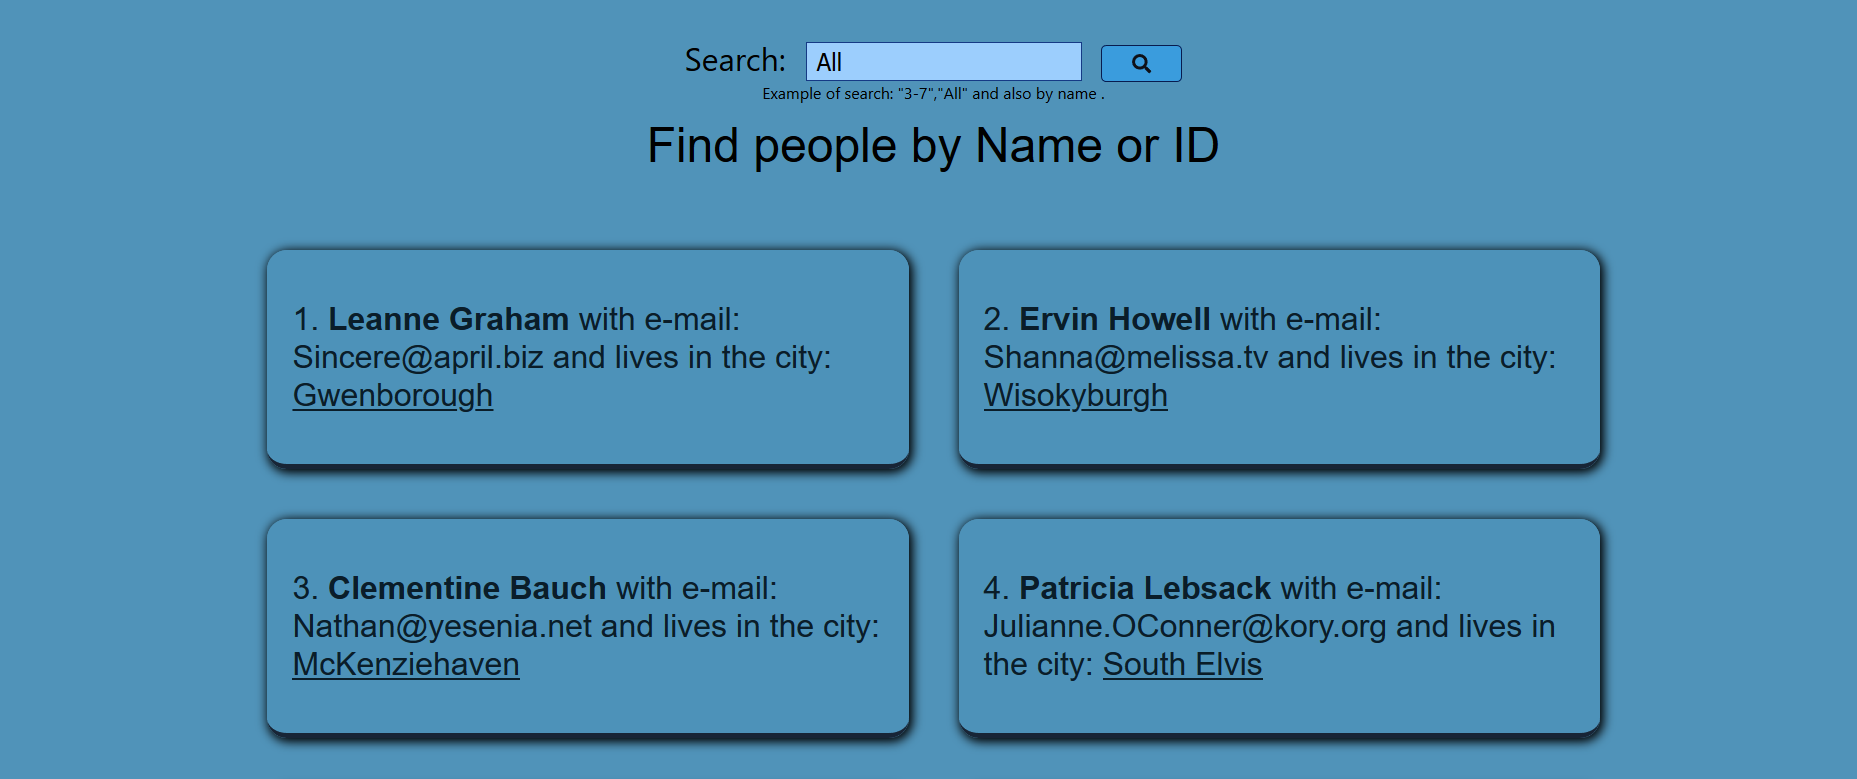 Search: All
Example of search: "3-7","All" and also by name .
Find people by Name or ID
1. Leanne Graham with e-mail:
Sincere@april.biz and lives in the city:
Gwenborough
2. Ervin Howell with e-mail:
Shanna@melissa.tv and lives in the city:
Wisokyburgh
3. Clementine Bauch with e-mail:
Nathan@yesenia.net and lives in the city:
McKenziehaven
4. Patricia Lebsack with e-mail:
Julianne.OConner@kory.org and lives in
the city: South Elvis